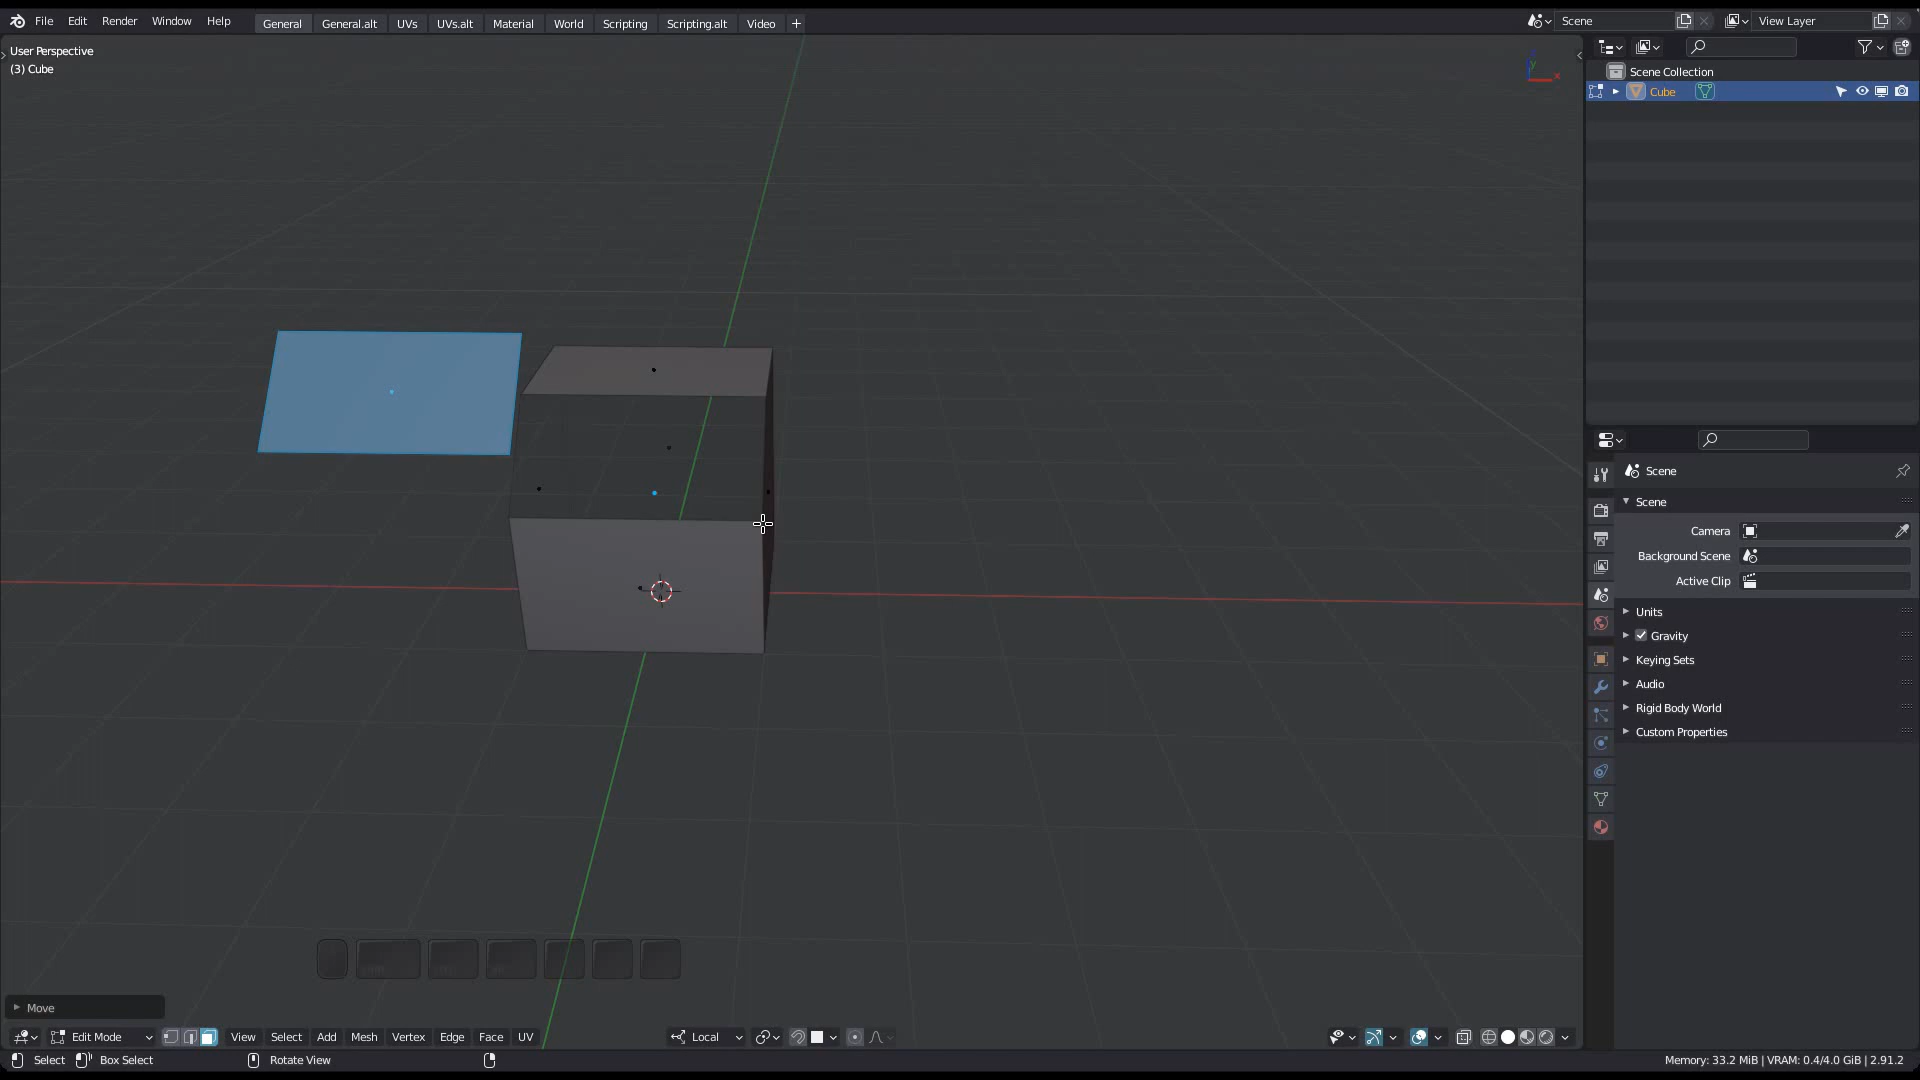 File Edit Render Window Help General General.alt UVs UVs.alt Material World Scripting Scripting.alt Video + Scene View Layer
User Perspective
(3) Cube
y
x
Scene Collection
Cube
Scene
Scene
Camera
Background Scene
Active Clip
Units
Gravity
Keying Sets
Audio
Rigid Body World
Custom Properties
Move
Edit Mode View Select Add Mesh Vertex Edge Face UV Local
Select Box Select Rotate View Memory: 33.2 MiB | VRAM: 0.4/4.0 GiB | 2.91.2